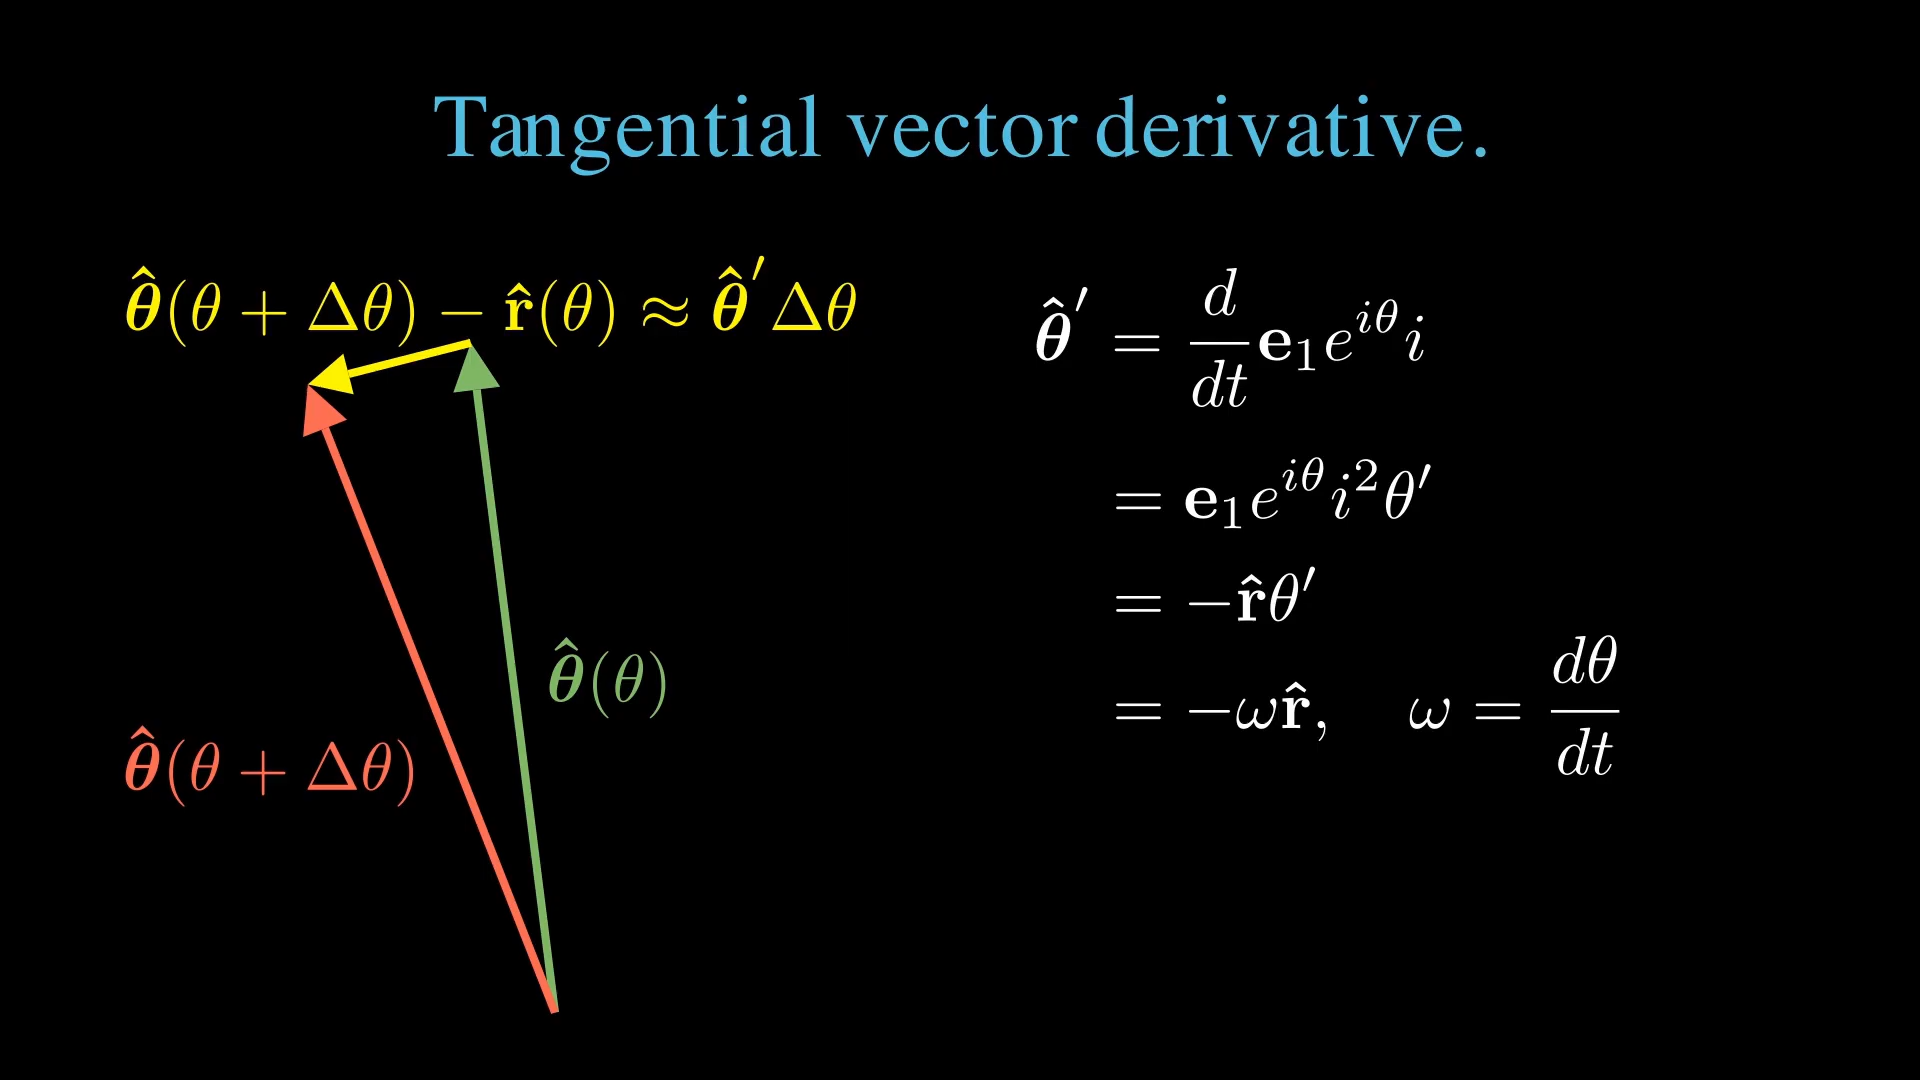 Tangential vector derivative.
𝛉̂(θ + Δθ) − 𝐫̂(θ) ≈ 𝛉̂′Δθ
𝛉̂′ = d/dt 𝐞₁e^{iθ}i
= 𝐞₁e^{iθ}i²θ′
= −𝐫̂θ′
= −ω𝐫̂, ω = dθ/dt
𝛉̂(θ)
𝛉̂(θ + Δθ)